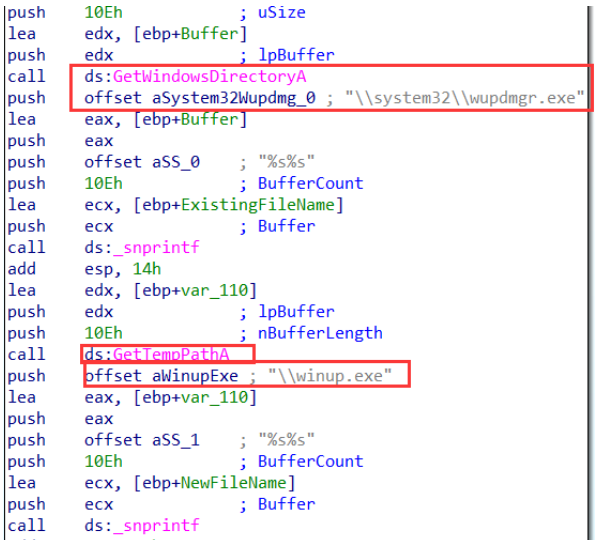 push 10Eh ; uSize
lea edx, [ebp+Buffer]
push edx ; lpBuffer
call ds:GetWindowsDirectoryA
push offset aSystem32Wupdmg_0 ; "\\system32\\wupdmgr.exe"
lea eax, [ebp+Buffer]
push eax
push offset aSS_0 ; "%s%s"
push 10Eh ; BufferCount
lea ecx, [ebp+ExistingFileName]
push ecx ; Buffer
call ds:_snprintf
add esp, 14h
lea edx, [ebp+var_110]
push edx ; lpBuffer
push 10Eh ; nBufferLength
call ds:GetTempPathA
push offset aWinupExe ; "\\winup.exe"
lea eax, [ebp+var_110]
push eax
push offset aSS_1 ; "%s%s"
push 10Eh ; BufferCount
lea ecx, [ebp+NewFileName]
push ecx ; Buffer
call ds:_snprintf